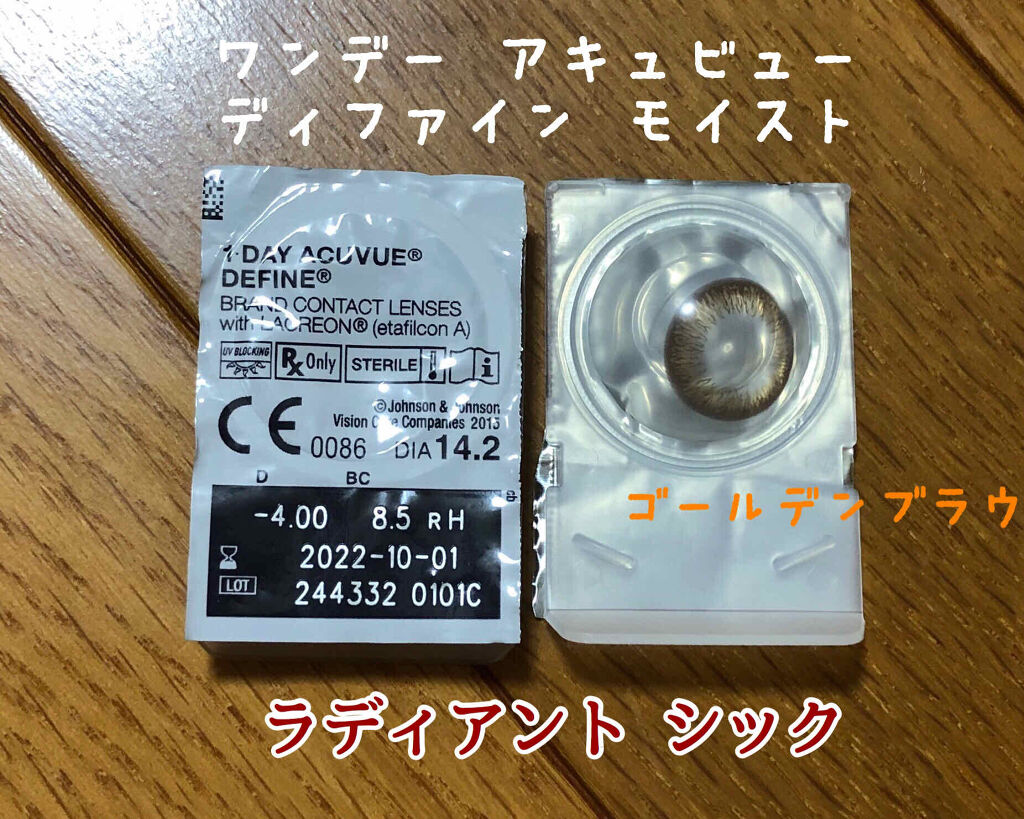 ワンデー アキュビュー
ディファイン モイスト
1·DAY ACUVUE®
DEFINE®
BRAND CONTACT LENSES
with LACREON® (etafilcon A)
UV BLOCKING
Rx Only
STERILE
©Johnson & Johnson
Vision Care Companies 2015
CE 0086 DIA 14.2
D BC
-4.00 8.5 RH
2022-10-01
LOT 244332 0101C
ゴールデンブラウ
ラディアント シック